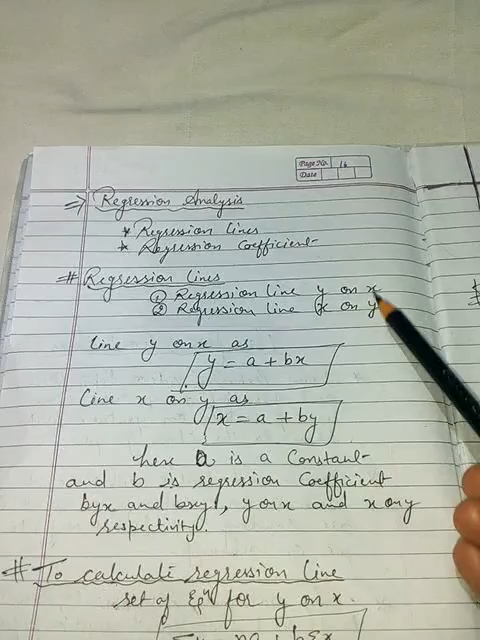 Page No. 16
Date
⇒ Regression Analysis
* Regression lines
* Regression Coefficient
# Regression Lines
① Regression line y on x
② Regression line x on y
Line y on x as
y = a + bx
Line x on y as
x = a + by
here a is a Constant
and b is regression Coefficient
byx and bxy, y on x and x on y
respectivity.
# To calculate regression line
set of Eqn for y on x.